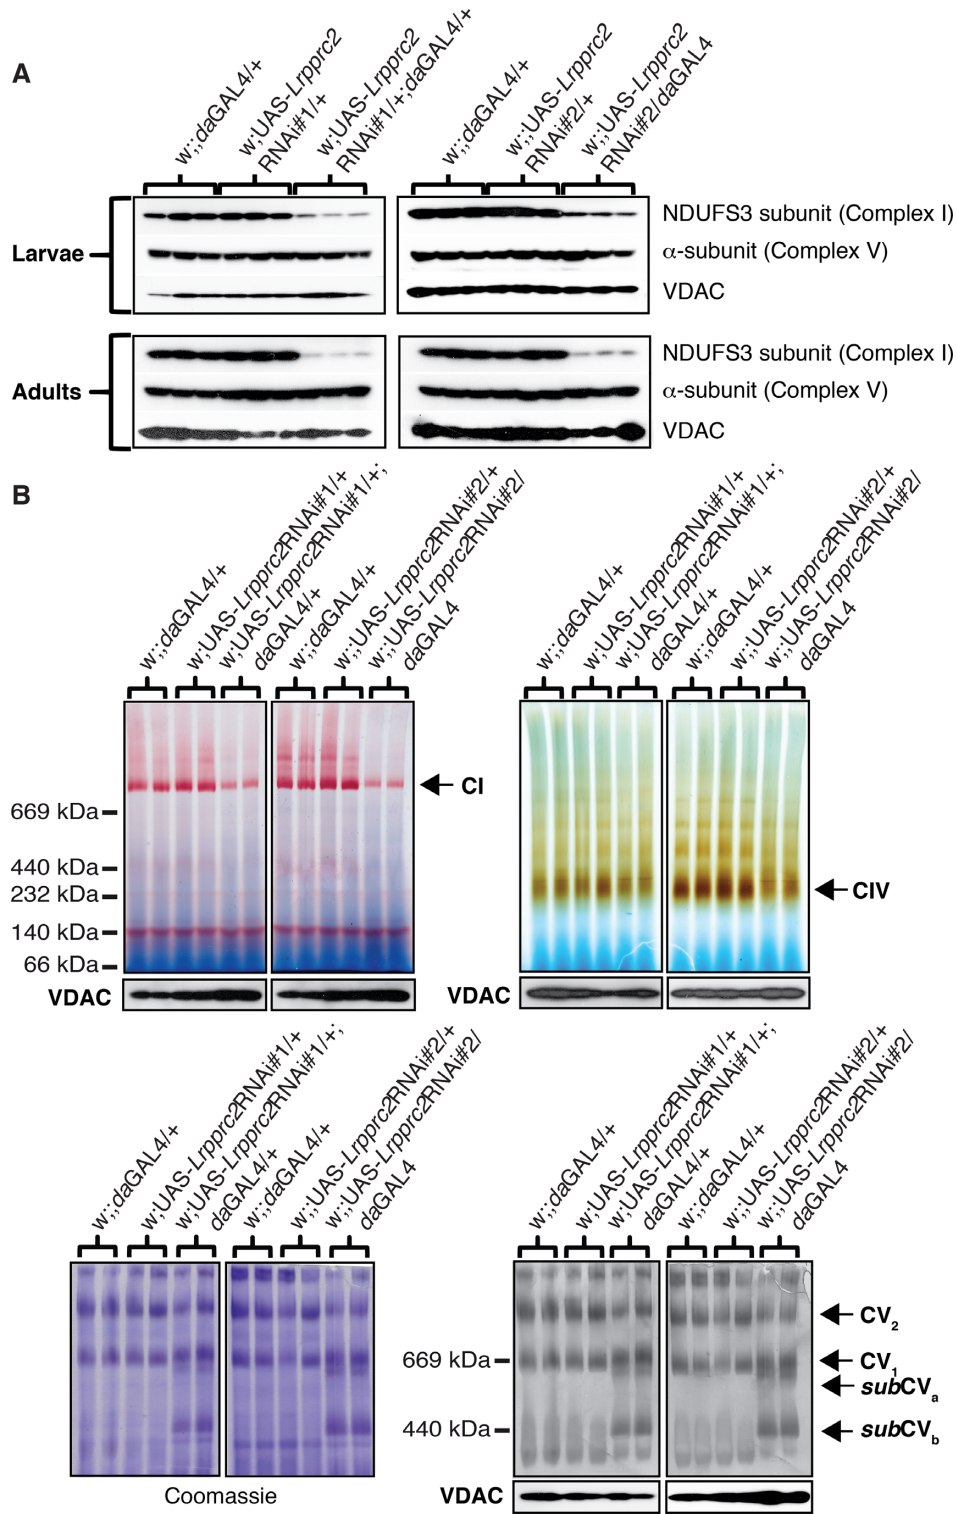 A
w;;daGAL4/+
w;UAS-Lrpprc2
RNAi#1/+
w;UAS-Lrpprc2
RNAi#1/+;daGAL4/+
w;;daGAL4/+
w;;UAS-Lrpprc2
RNAi#2/+
w;;UAS-Lrpprc2
RNAi#2/daGAL4
Larvae
NDUFS3 subunit (Complex I)
α-subunit (Complex V)
VDAC
Adults
NDUFS3 subunit (Complex I)
α-subunit (Complex V)
VDAC
B
w;;daGAL4/+
w;UAS-Lrpprc2RNAi#1/+
w;UAS-Lrpprc2RNAi#1/+;
daGAL4/+
w;;daGAL4/+
w;;UAS-Lrpprc2RNAi#2/+
w;;UAS-Lrpprc2RNAi#2/
daGAL4
w;;daGAL4/+
w;UAS-Lrpprc2RNAi#1/+
w;UAS-Lrpprc2RNAi#1/+;
daGAL4/+
w;;daGAL4/+
w;;UAS-Lrpprc2RNAi#2/+
w;;UAS-Lrpprc2RNAi#2/
daGAL4
CI
669 kDa
440 kDa
232 kDa
140 kDa
66 kDa
VDAC
CIV
VDAC
w;;daGAL4/+
w;UAS-Lrpprc2RNAi#1/+
w;UAS-Lrpprc2RNAi#1/+;
daGAL4/+
w;;daGAL4/+
w;;UAS-Lrpprc2RNAi#2/+
w;;UAS-Lrpprc2RNAi#2/
daGAL4
w;;daGAL4/+
w;UAS-Lrpprc2RNAi#1/+
w;UAS-Lrpprc2RNAi#1/+;
daGAL4/+
w;;daGAL4/+
w;;UAS-Lrpprc2RNAi#2/+
w;;UAS-Lrpprc2RNAi#2/
daGAL4
Coomassie
669 kDa
440 kDa
CV2
CV1
subCVa
subCVb
VDAC